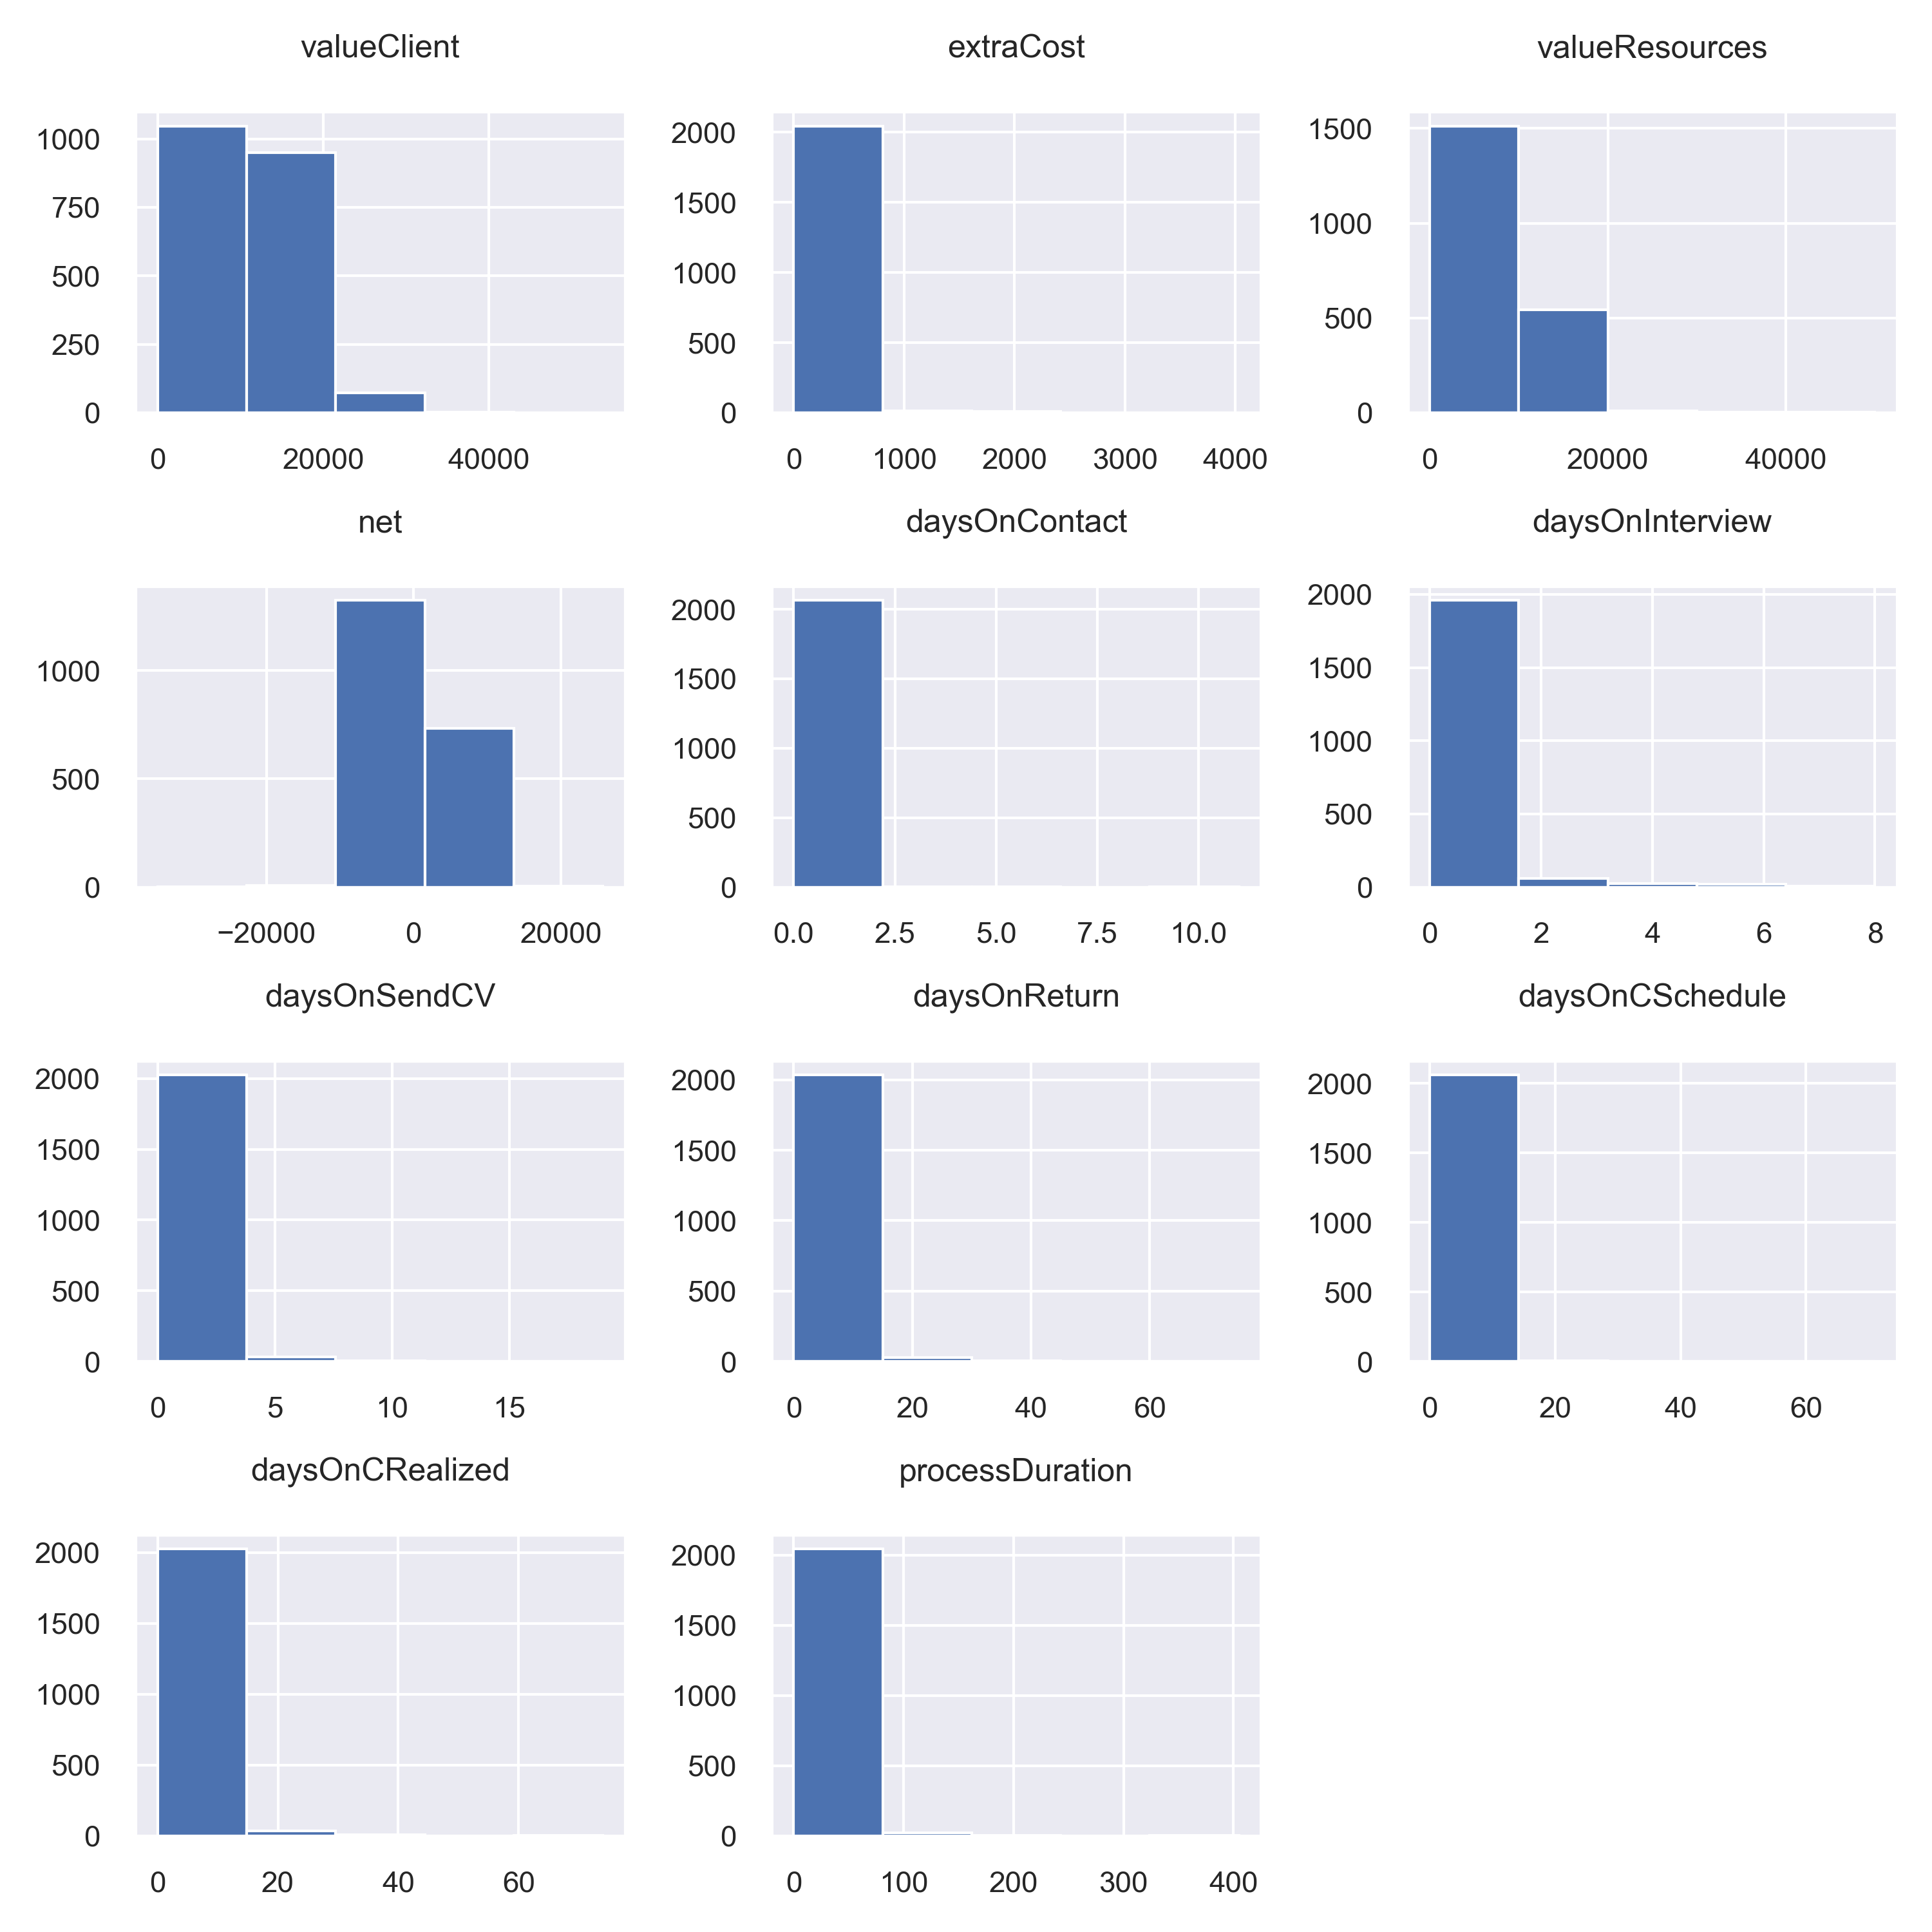 valueClient
extraCost
valueResources
1000
750
500
250
0
0 20000 40000
2000
1500
1000
500
0
0 1000 2000 3000 4000
1500
1000
500
0
0 20000 40000
net
daysOnContact
daysOnInterview
1000
500
0
−20000 0 20000
2000
1500
1000
500
0
0.0 2.5 5.0 7.5 10.0
2000
1500
1000
500
0
0 2 4 6 8
daysOnSendCV
daysOnReturn
daysOnCSchedule
2000
1500
1000
500
0
0 5 10 15
2000
1500
1000
500
0
0 20 40 60
2000
1500
1000
500
0
0 20 40 60
daysOnCRealized
processDuration
2000
1500
1000
500
0
0 20 40 60
2000
1500
1000
500
0
0 100 200 300 400